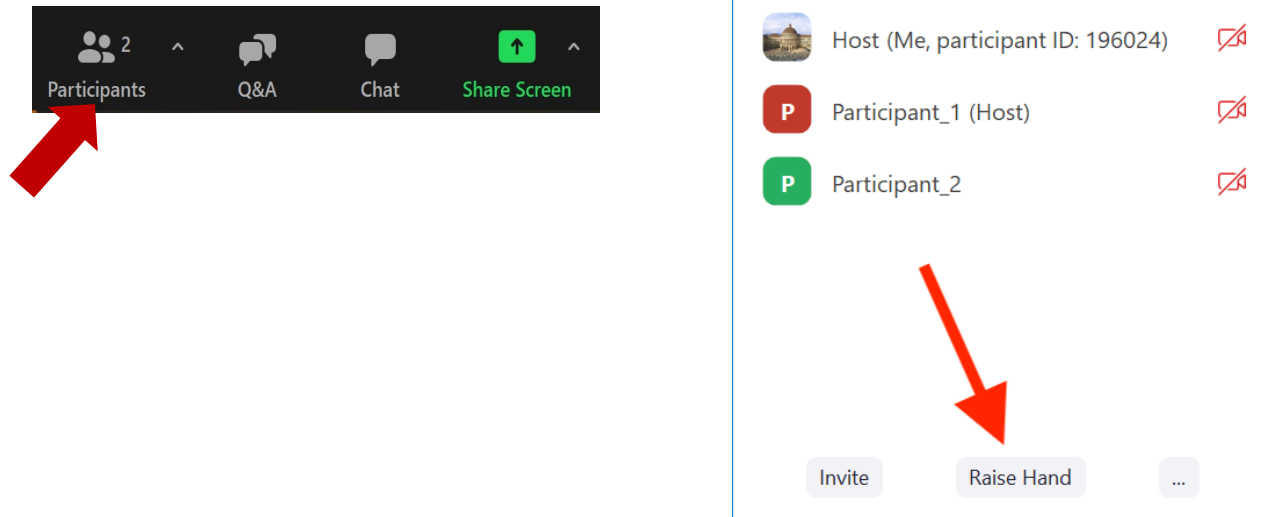 2
Participants Q&A Chat Share Screen
Host (Me, participant ID: 196024)
P Participant_1 (Host)
P Participant_2
Invite Raise Hand ...